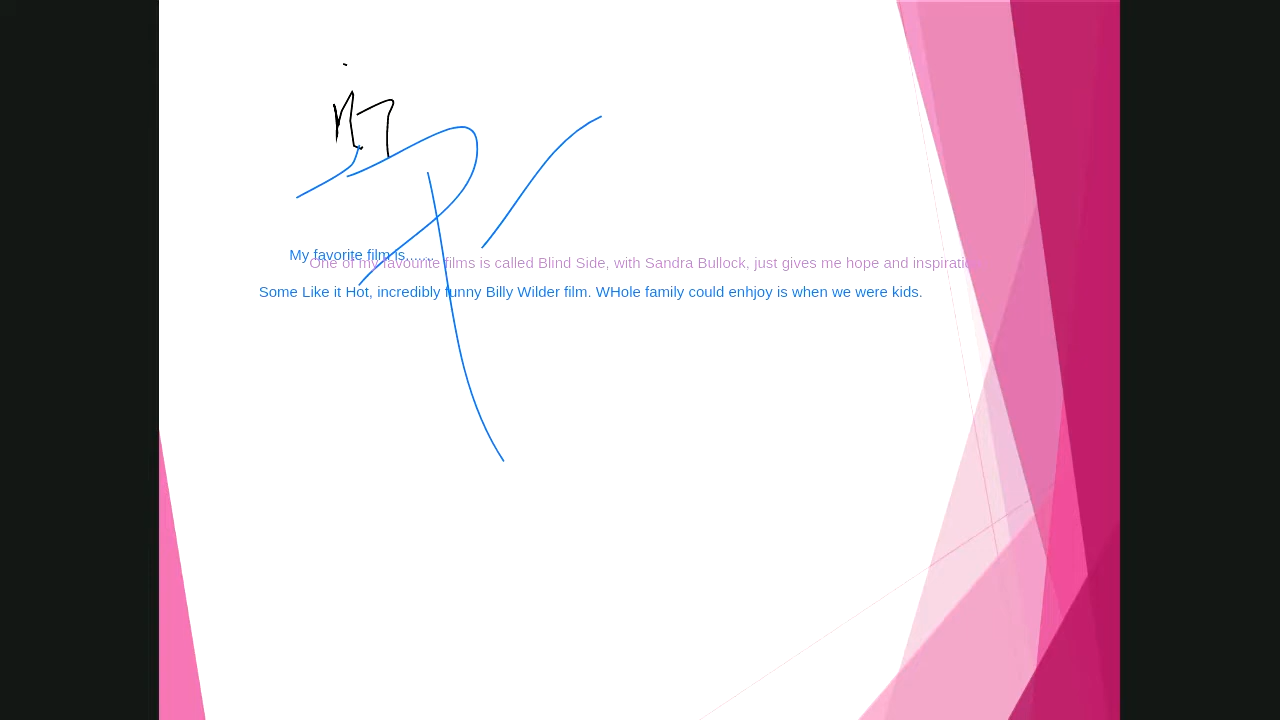 My favorite film is.......
One of my favourite films is called Blind Side, with Sandra Bullock, just gives me hope and inspiration
Some Like it Hot, incredibly funny Billy Wilder film. WHole family could enhjoy is when we were kids.